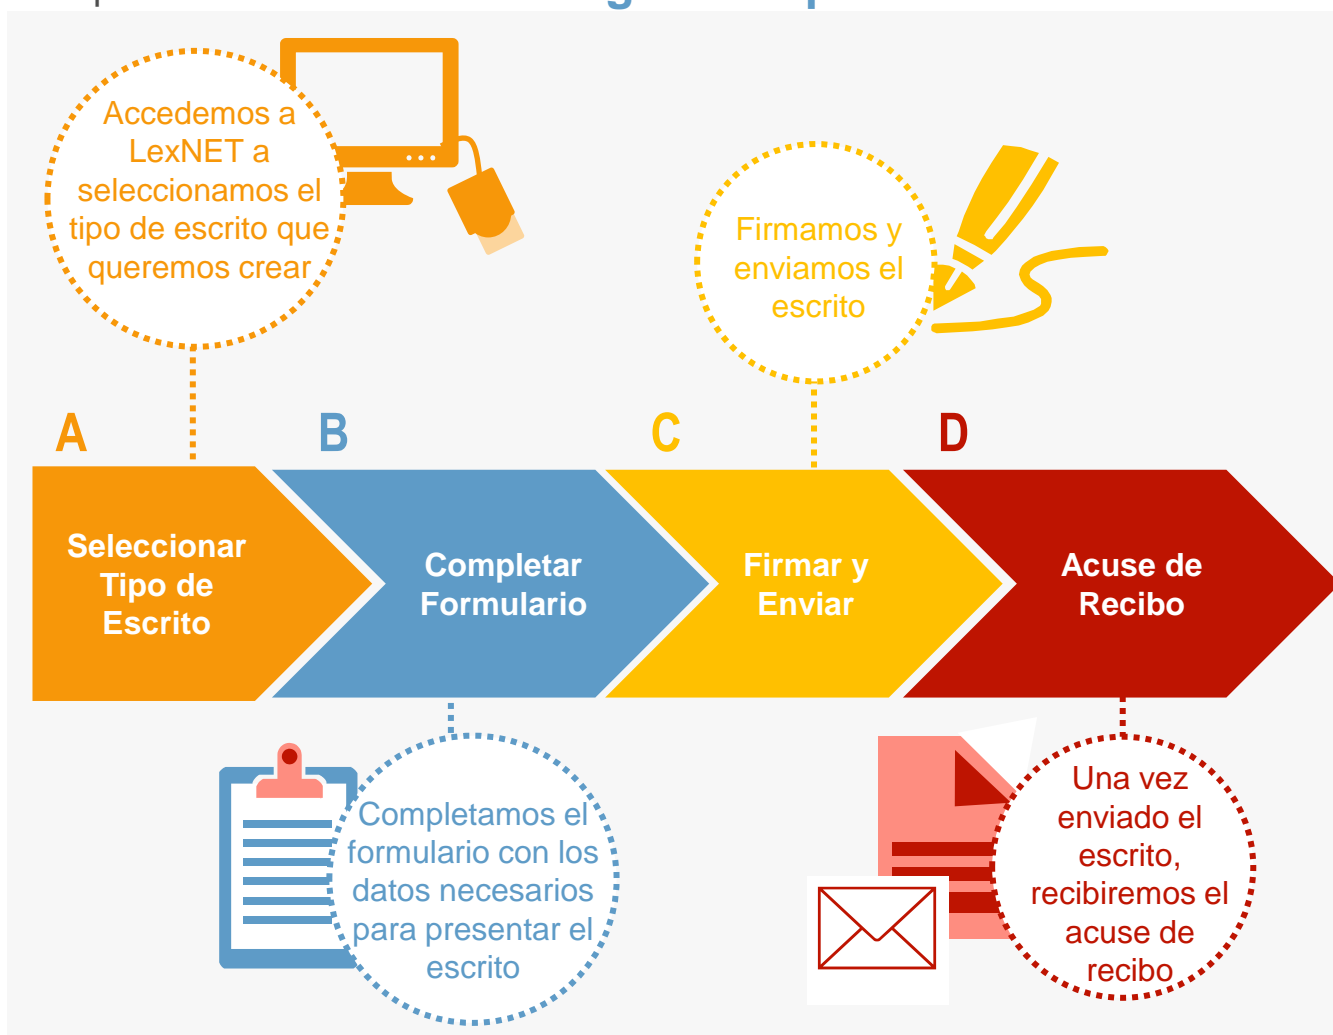 Accedemos a
LexNET a
seleccionamos el
tipo de escrito que
queremos crear
Firmamos y
enviamos el
escrito
A
B
C
D
Seleccionar
Tipo de
Escrito
Completar
Formulario
Firmar y
Enviar
Acuse de
Recibo
Completamos el
formulario con los
datos necesarios
para presentar el
escrito
Una vez
enviado el
escrito,
recibiremos el
acuse de
recibo